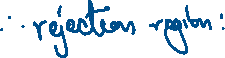 ∴ rejection region :